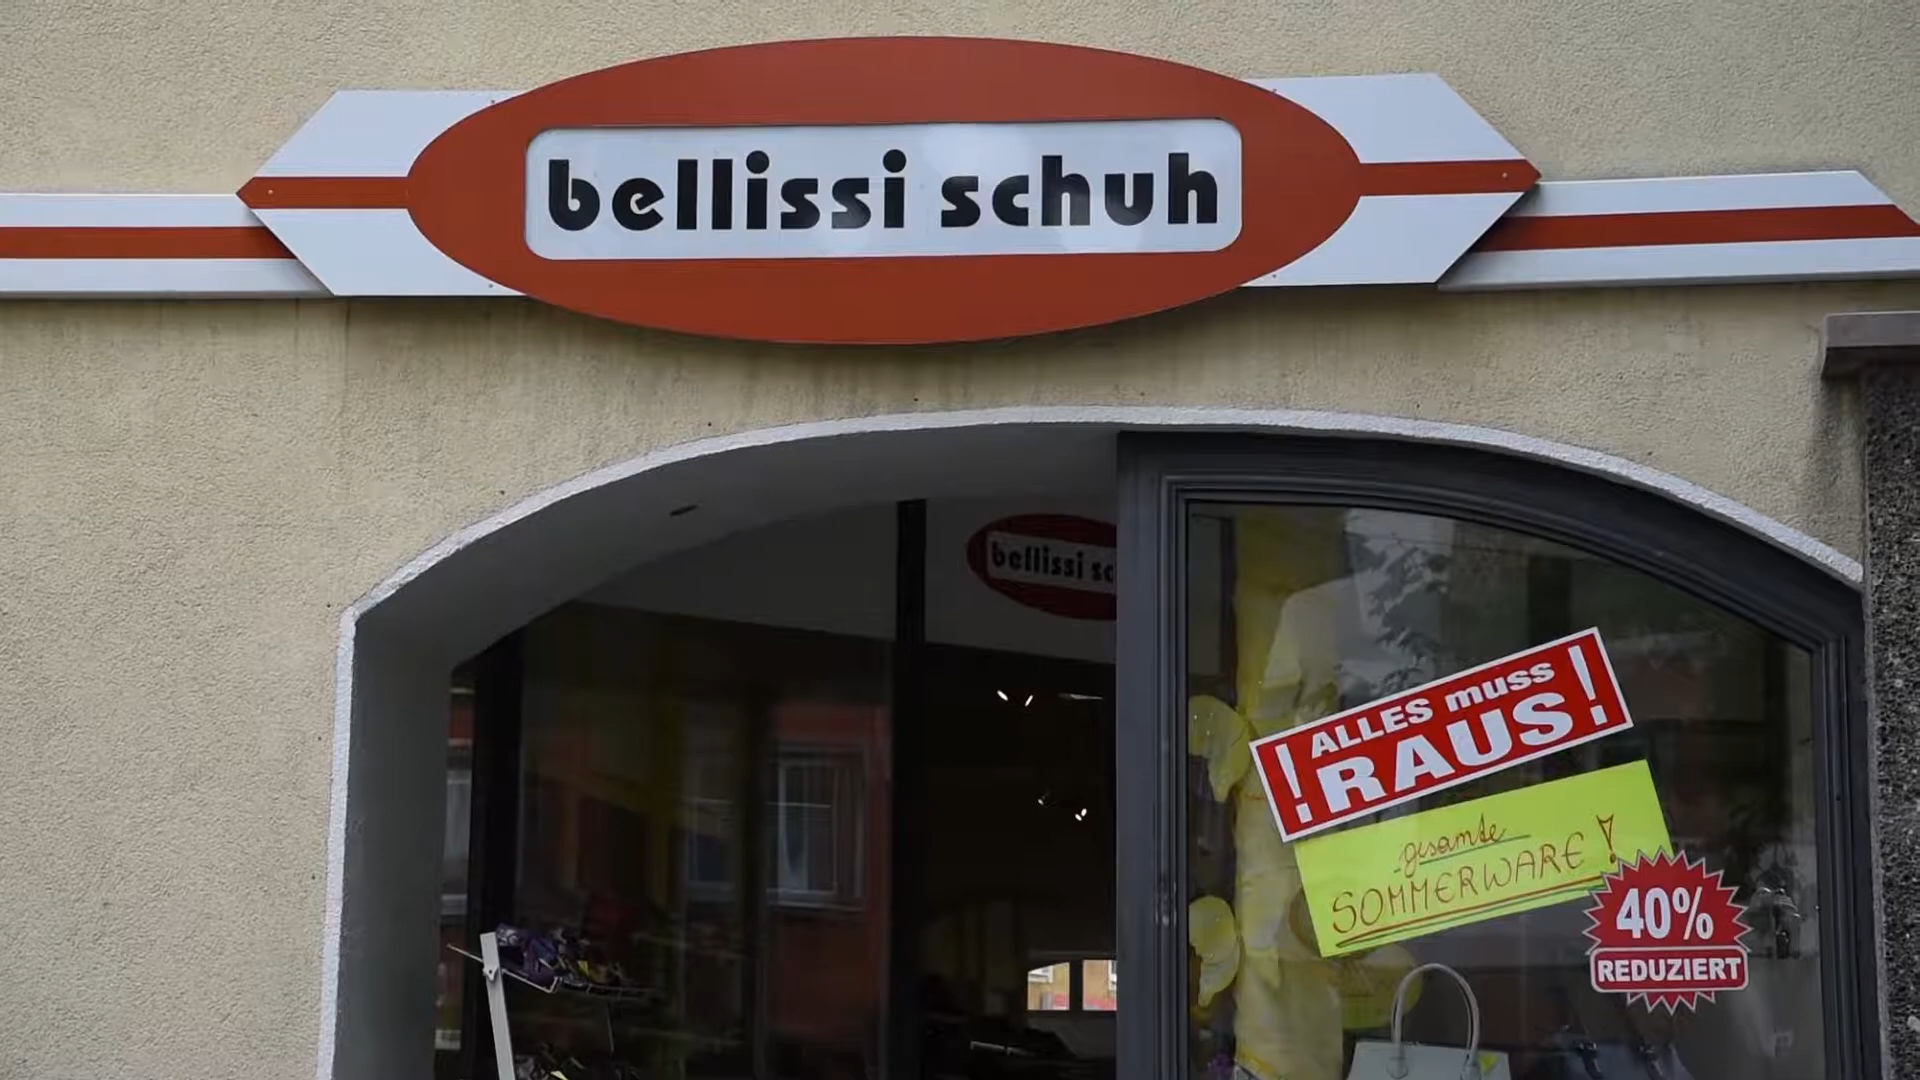 bellissi schuh
bellissi sc
! ALLES muss
RAUS !
gesamte
SOMMERWARE !
40%
REDUZIERT